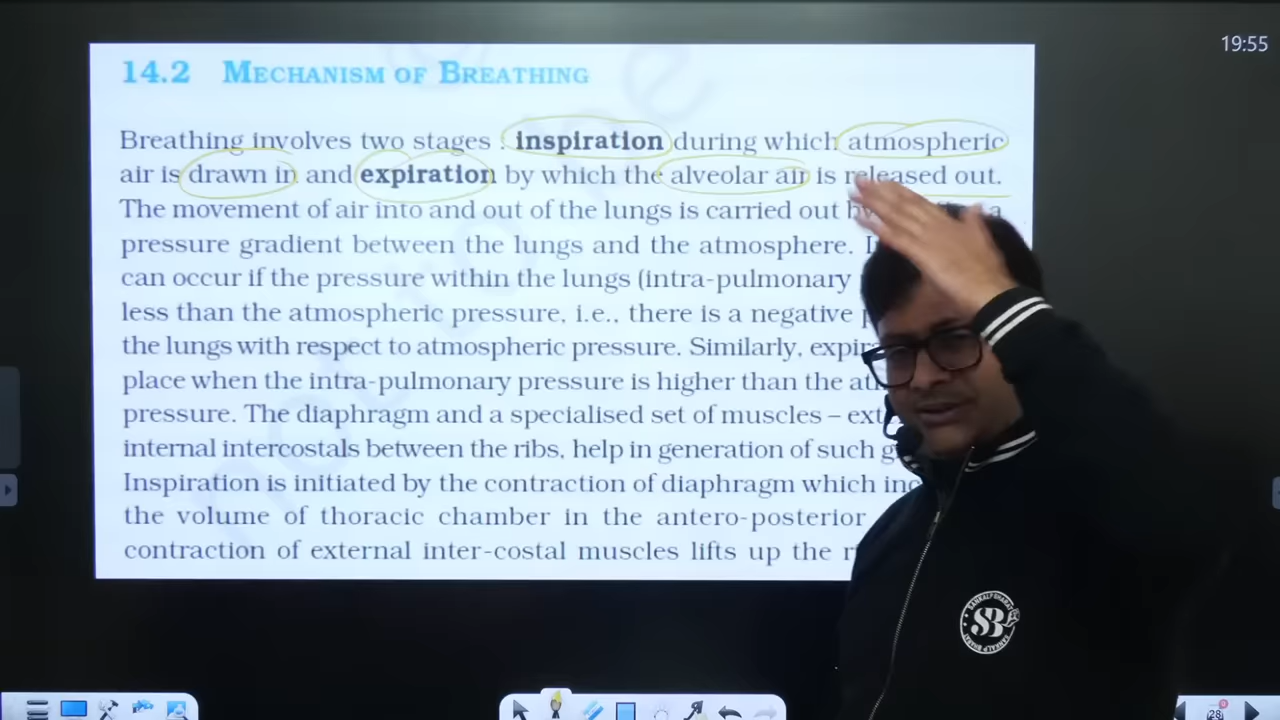 19:55
14.2 MECHANISM OF BREATHING
Breathing involves two stages : inspiration during which atmospheric
air is drawn in and expiration by which the alveolar air is released out.
The movement of air into and out of the lungs is carried out by a
pressure gradient between the lungs and the atmosphere.
can occur if the pressure within the lungs (intra-pulmonary
less than the atmospheric pressure, i.e., there is a negative
the lungs with respect to atmospheric pressure. Similarly,
place when the intra-pulmonary pressure is higher than the
pressure. The diaphragm and a specialised set of muscles –
internal intercostals between the ribs, help in generation of such
Inspiration is initiated by the contraction of diaphragm which
the volume of thoracic chamber in the antero-posterior
contraction of external inter-costal muscles lifts up the
SB
28